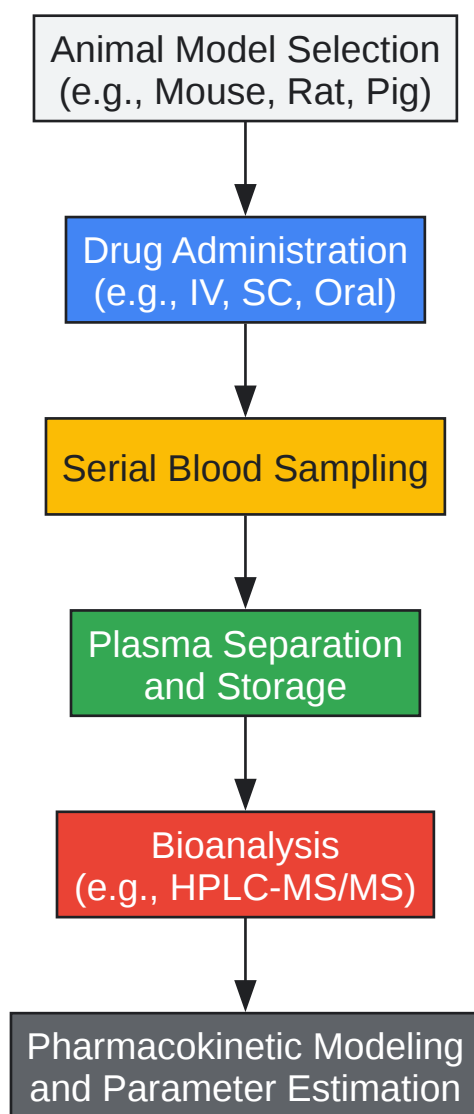 Animal Model Selection
(e.g., Mouse, Rat, Pig)
Drug Administration
(e.g., IV, SC, Oral)
Serial Blood Sampling
Plasma Separation
and Storage
Bioanalysis
(e.g., HPLC-MS/MS)
Pharmacokinetic Modeling
and Parameter Estimation